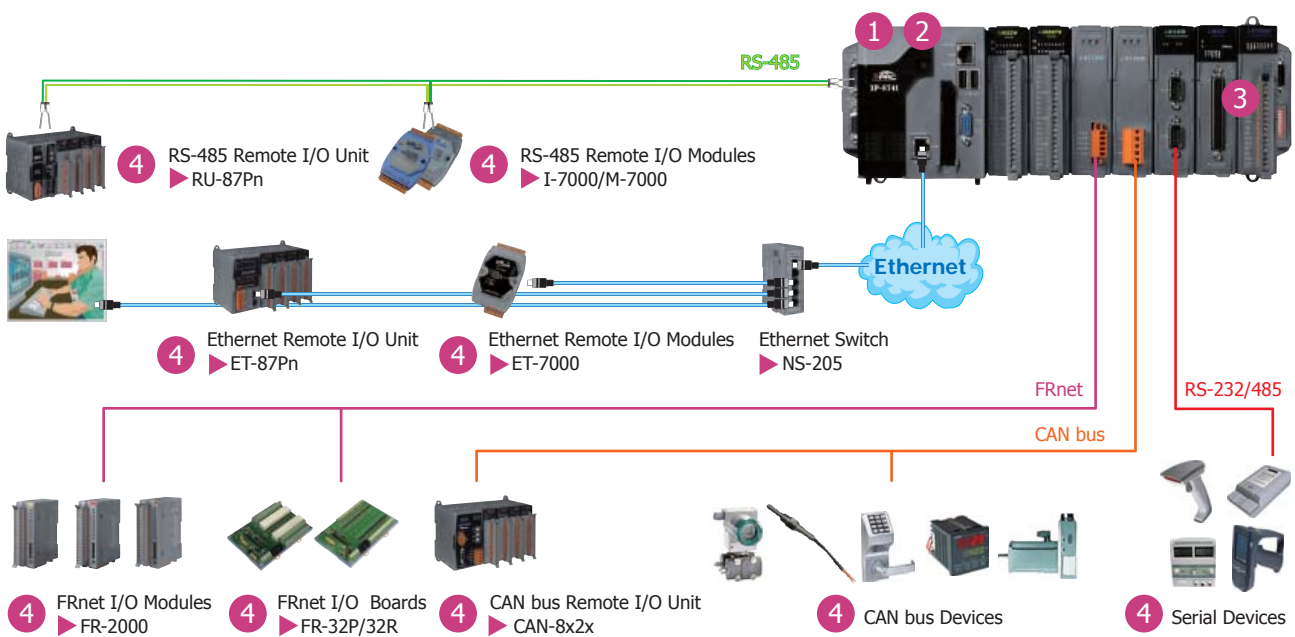 1 2
RS-485
XP-8741
3
4 RS-485 Remote I/O Unit
RU-87Pn
4 RS-485 Remote I/O Modules
I-7000/M-7000
Ethernet
4 Ethernet Remote I/O Unit
ET-87Pn
4 Ethernet Remote I/O Modules
ET-7000
Ethernet Switch
NS-205
FRnet
RS-232/485
CAN bus
4 FRnet I/O Modules
FR-2000
4 FRnet I/O Boards
FR-32P/32R
4 CAN bus Remote I/O Unit
CAN-8x2x
4 CAN bus Devices
4 Serial Devices